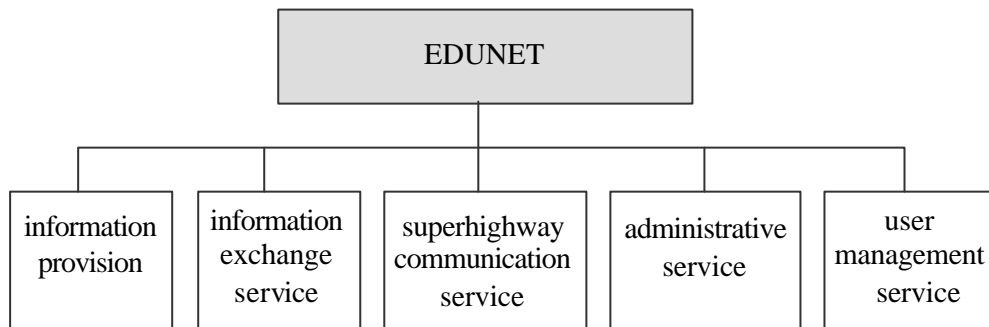 EDUNET
information
provision
information
exchange
service
superhighway
communication
service
administrative
service
user
management
service